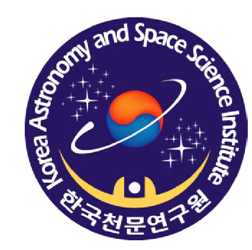 Korea Astronomy and Space Science Institute
한국천문연구원